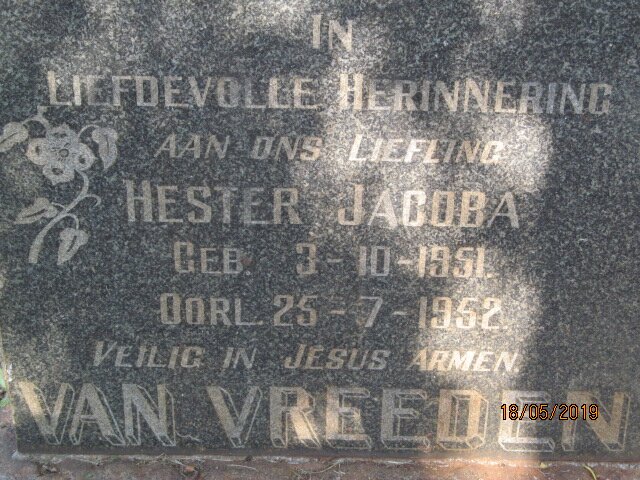 IN
LIEFDEVOLLE HERINNERING
AAN ONS LIEFLING
HESTER JACOBA
GEB. 3-10-1951.
OORL. 25-7-1952.
VEILIG IN JESUS ARMEN.
VAN VREEDEN
18/05/2019